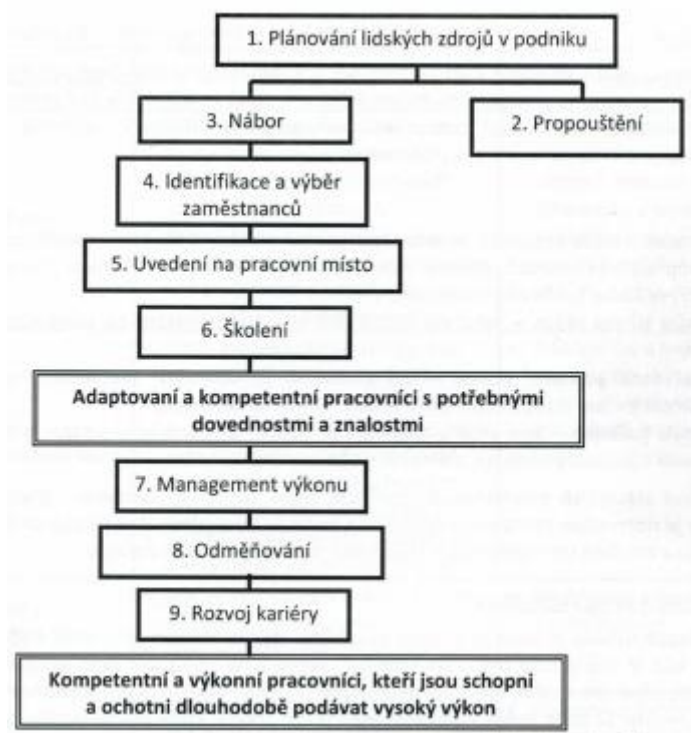 1. Plánování lidských zdrojů v podniku
3. Nábor
2. Propouštění
4. Identifikace a výběr
zaměstnanců
5. Uvedení na pracovní místo
6. Školení
Adaptovaní a kompetentní pracovníci s potřebnými
dovednostmi a znalostmi
7. Management výkonu
8. Odměňování
9. Rozvoj kariéry
Kompetentní a výkonní pracovníci, kteří jsou schopni
a ochotni dlouhodobě podávat vysoký výkon